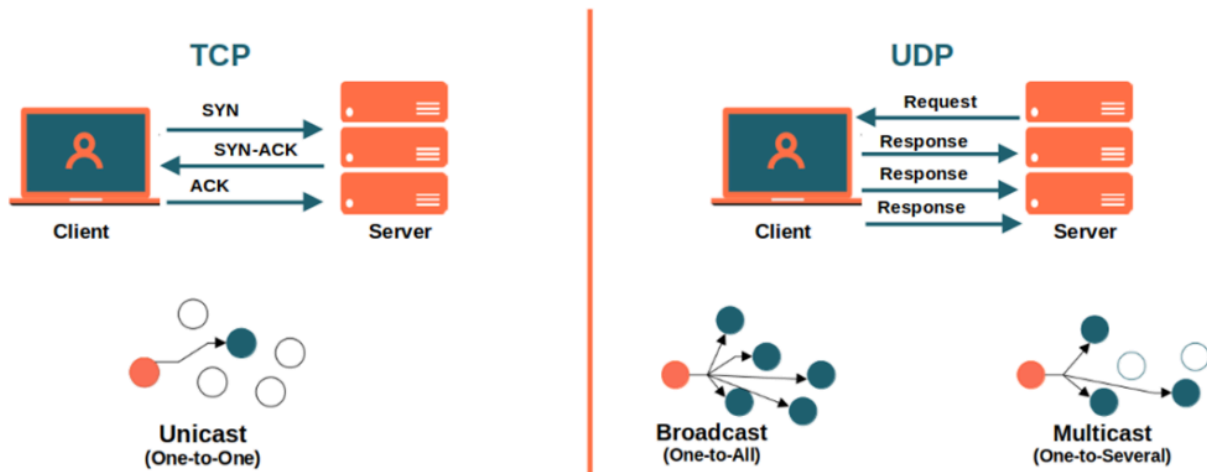 TCP
SYN
SYN-ACK
ACK
Client
Server
Unicast
(One-to-One)
UDP
Request
Response
Response
Response
Client
Server
Broadcast
(One-to-All)
Multicast
(One-to-Several)